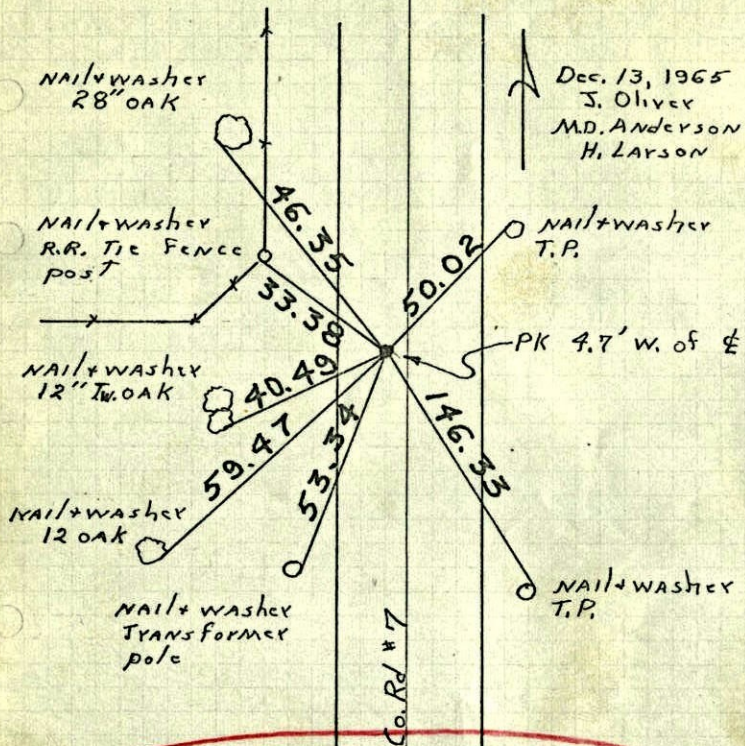 Nail+washer
28" OAK
Dec. 13, 1965
J. Oliver
M.D. Anderson
H. Larson
46.35
Nail+washer
R.R. Tie Fence
post
33.38
50.02
Nail+washer
T.P.
PK 4.7' W. of ℄
Nail+washer
12" Tw. OAK
40.49
59.47
53.34
146.33
Nail+washer
12 OAK
Nail+washer
Transformer
pole
Nail+washer
T.P.
Co. Rd #7